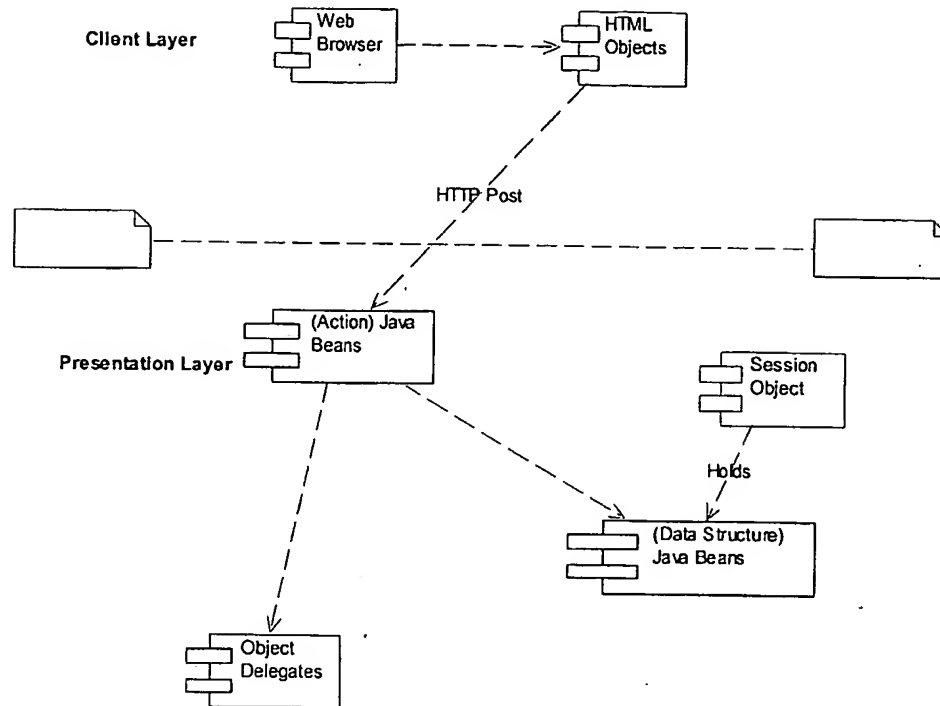 Client Layer
Web
Browser
HTML
Objects
HTTP Post
(Action) Java
Beans
Presentation Layer
Session
Object
Holds
(Data Structure)
Java Beans
Object
Delegates